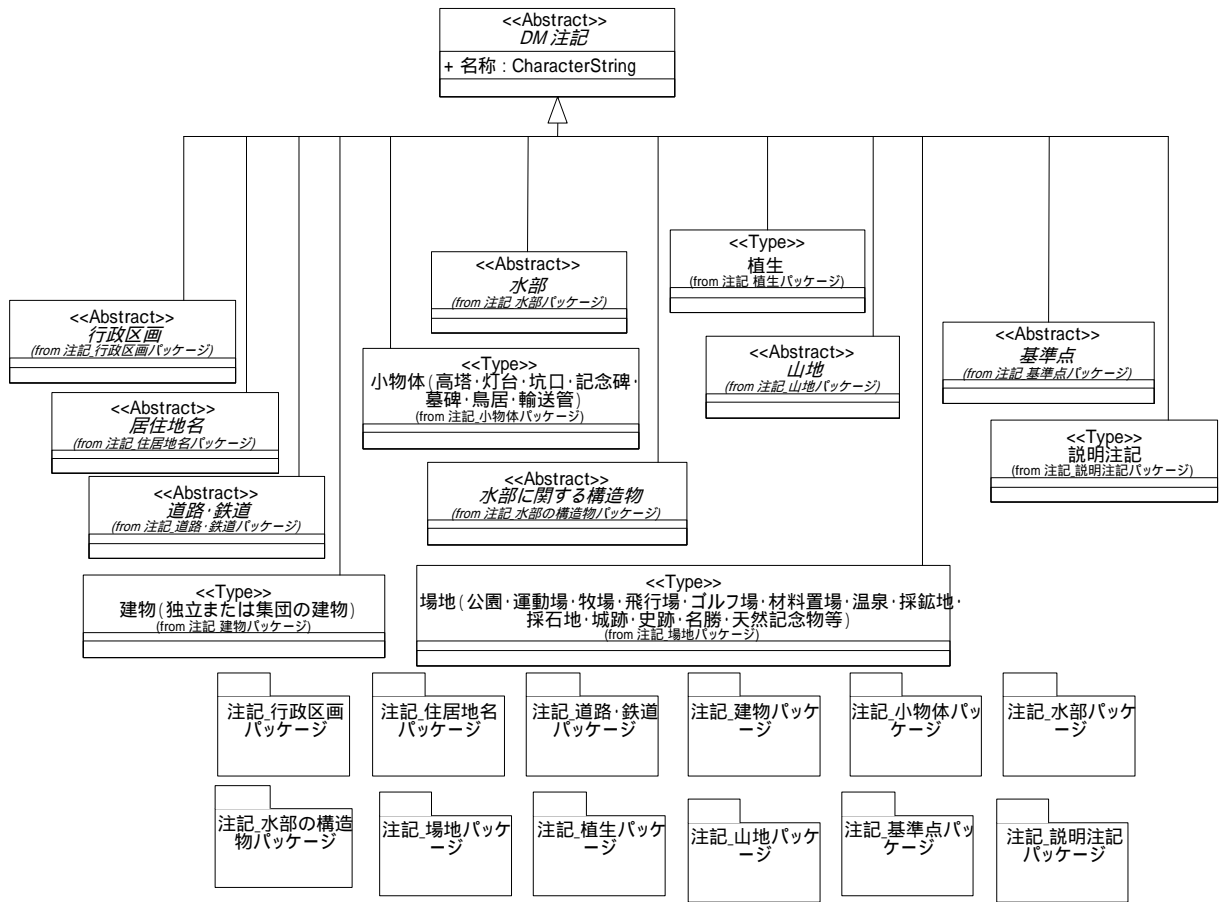 <<Abstract>>
DM 注記
+ 名称 : CharacterString
<<Abstract>>
行政区画
(from 注記_行政区画パッケージ)
<<Abstract>>
居住地名
(from 注記_住居地名パッケージ)
<<Abstract>>
道路・鉄道
(from 注記_道路・鉄道パッケージ)
<<Type>>
建物(独立または集団の建物)
(from 注記_建物パッケージ)
<<Abstract>>
水部
(from 注記_水部パッケージ)
<<Type>>
小物体(高塔・灯台・坑口・記念碑・
墓碑・鳥居・輸送管)
(from 注記_小物体パッケージ)
<<Abstract>>
水部に関する構造物
(from 注記_水部の構造物パッケージ)
<<Type>>
場地(公園・運動場・牧場・飛行場・ゴルフ場・材料置場・温泉・採鉱地・
採石地・城跡・史跡・名勝・天然記念物等)
(from 注記_場地パッケージ)
<<Type>>
植生
(from 注記_植生パッケージ)
<<Abstract>>
山地
(from 注記_山地パッケージ)
<<Abstract>>
基準点
(from 注記_基準点パッケージ)
<<Type>>
説明注記
(from 注記_説明注記パッケージ)
注記_行政区画
パッケージ
注記_住居地名
パッケージ
注記_道路・鉄道
パッケージ
注記_建物パッケ
ージ
注記_小物体パッ
ケージ
注記_水部パッケ
ージ
注記_水部の構造
物パッケージ
注記_場地パッケ
ージ
注記_植生パッケ
ージ
注記_山地パッケ
ージ
注記_基準点パッ
ケージ
注記_説明注記
パッケージ